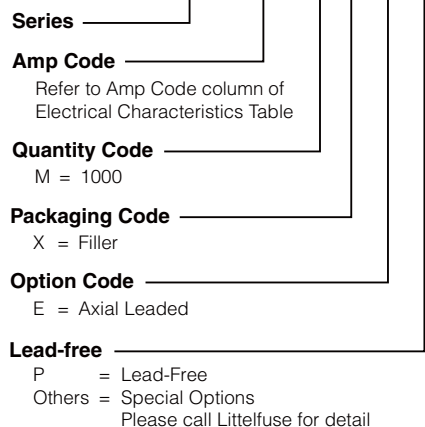 Series
Amp Code
Refer to Amp Code column of
Electrical Characteristics Table
Quantity Code
M = 1000
Packaging Code
X = Filler
Option Code
E = Axial Leaded
Lead-free
P = Lead-Free
Others = Special Options
Please call Littelfuse for detail